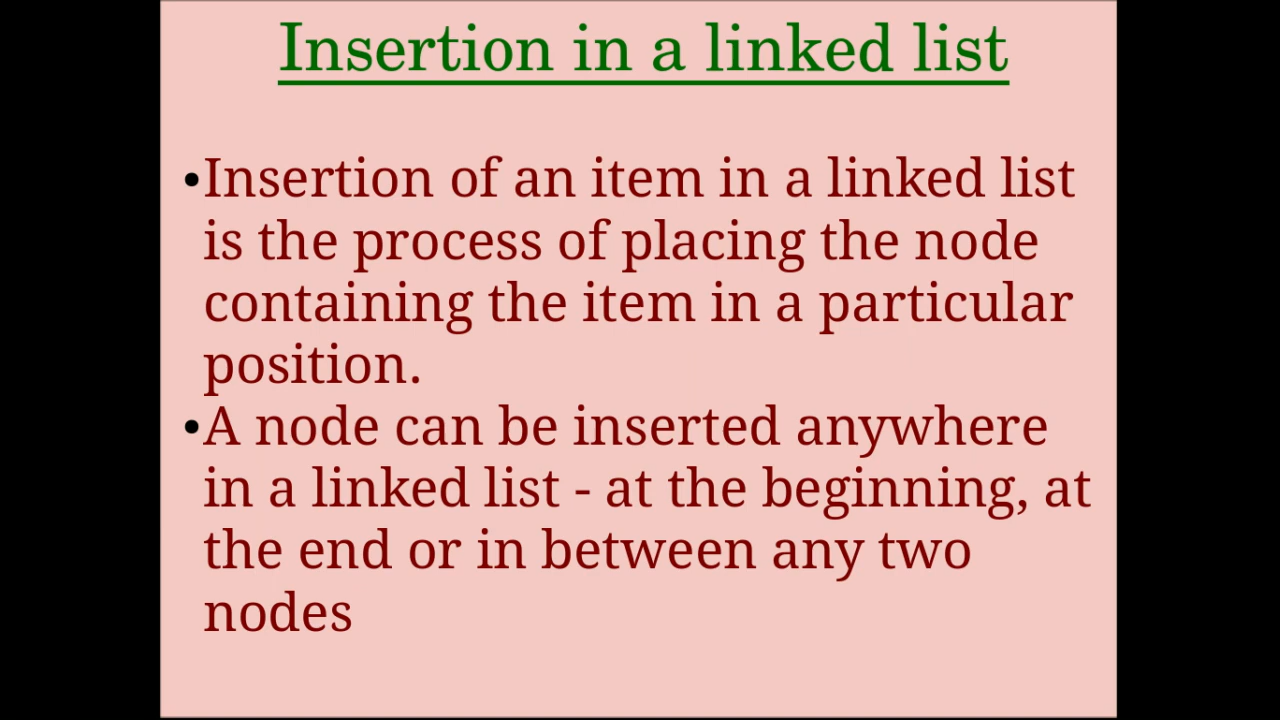 Insertion in a linked list
•Insertion of an item in a linked list
is the process of placing the node
containing the item in a particular
position.
•A node can be inserted anywhere
in a linked list - at the beginning, at
the end or in between any two
nodes